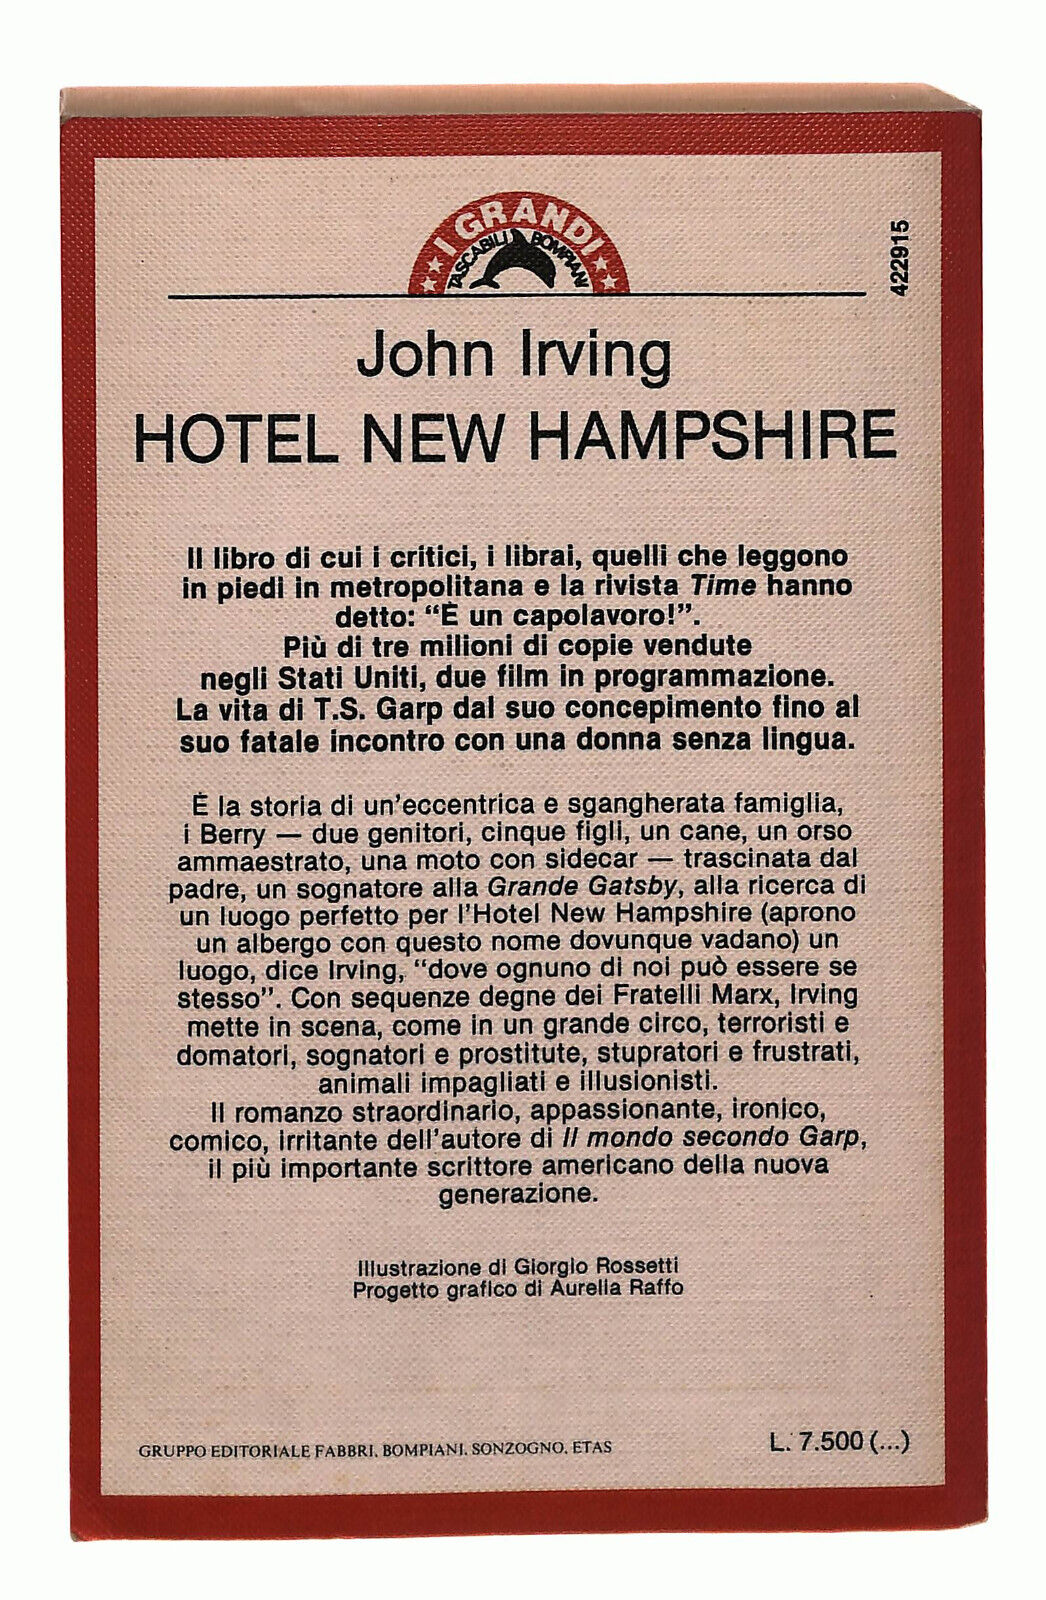 I GRANDI
TASCABILI BOMPIANI
422915
John Irving
HOTEL NEW HAMPSHIRE
Il libro di cui i critici, i librai, quelli che leggono
in piedi in metropolitana e la rivista Time hanno
detto: “È un capolavoro!”.
Più di tre milioni di copie vendute
negli Stati Uniti, due film in programmazione.
La vita di T.S. Garp dal suo concepimento fino al
suo fatale incontro con una donna senza lingua.
È la storia di un'eccentrica e sgangherata famiglia,
i Berry — due genitori, cinque figli, un cane, un orso
ammaestrato, una moto con sidecar — trascinata dal
padre, un sognatore alla Grande Gatsby, alla ricerca di
un luogo perfetto per l'Hotel New Hampshire (aprono
un albergo con questo nome dovunque vadano) un
luogo, dice Irving, “dove ognuno di noi può essere se
stesso”. Con sequenze degne dei Fratelli Marx, Irving
mette in scena, come in un grande circo, terroristi e
domatori, sognatori e prostitute, stupratori e frustrati,
animali impagliati e illusionisti.
Il romanzo straordinario, appassionante, ironico,
comico, irritante dell'autore di Il mondo secondo Garp,
il più importante scrittore americano della nuova
generazione.
Illustrazione di Giorgio Rossetti
Progetto grafico di Aurelia Raffo
GRUPPO EDITORIALE FABBRI, BOMPIANI, SONZOGNO, ETAS
L. 7.500 (...)